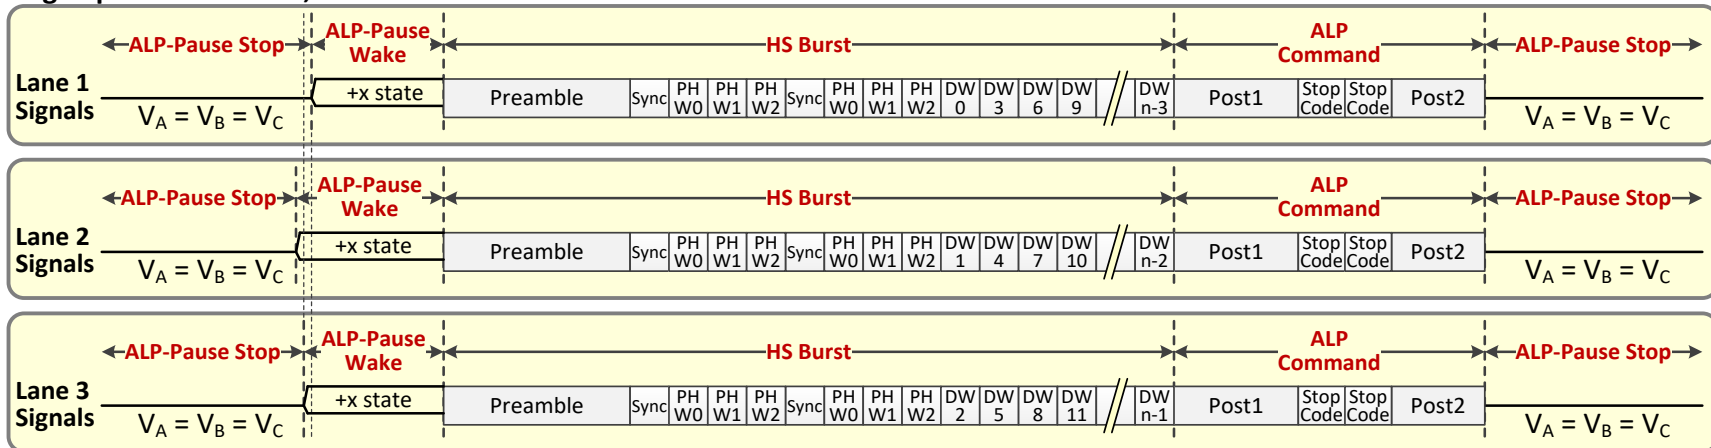 ALP-Pause Stop ALP-Pause Wake HS Burst ALP Command ALP-Pause Stop
Lane 1 Signals
V_A = V_B = V_C
+x state
Preamble Sync PH W0 PH W1 PH W2 Sync PH W0 PH W1 PH W2 DW 0 DW 3 DW 6 DW 9 DW n-3 Post1 Stop Code Stop Code Post2
V_A = V_B = V_C
ALP-Pause Stop ALP-Pause Wake HS Burst ALP Command ALP-Pause Stop
Lane 2 Signals
V_A = V_B = V_C
+x state
Preamble Sync PH W0 PH W1 PH W2 Sync PH W0 PH W1 PH W2 DW 1 DW 4 DW 7 DW 10 DW n-2 Post1 Stop Code Stop Code Post2
V_A = V_B = V_C
ALP-Pause Stop ALP-Pause Wake HS Burst ALP Command ALP-Pause Stop
Lane 3 Signals
V_A = V_B = V_C
+x state
Preamble Sync PH W0 PH W1 PH W2 Sync PH W0 PH W1 PH W2 DW 2 DW 5 DW 8 DW 11 DW n-1 Post1 Stop Code Stop Code Post2
V_A = V_B = V_C